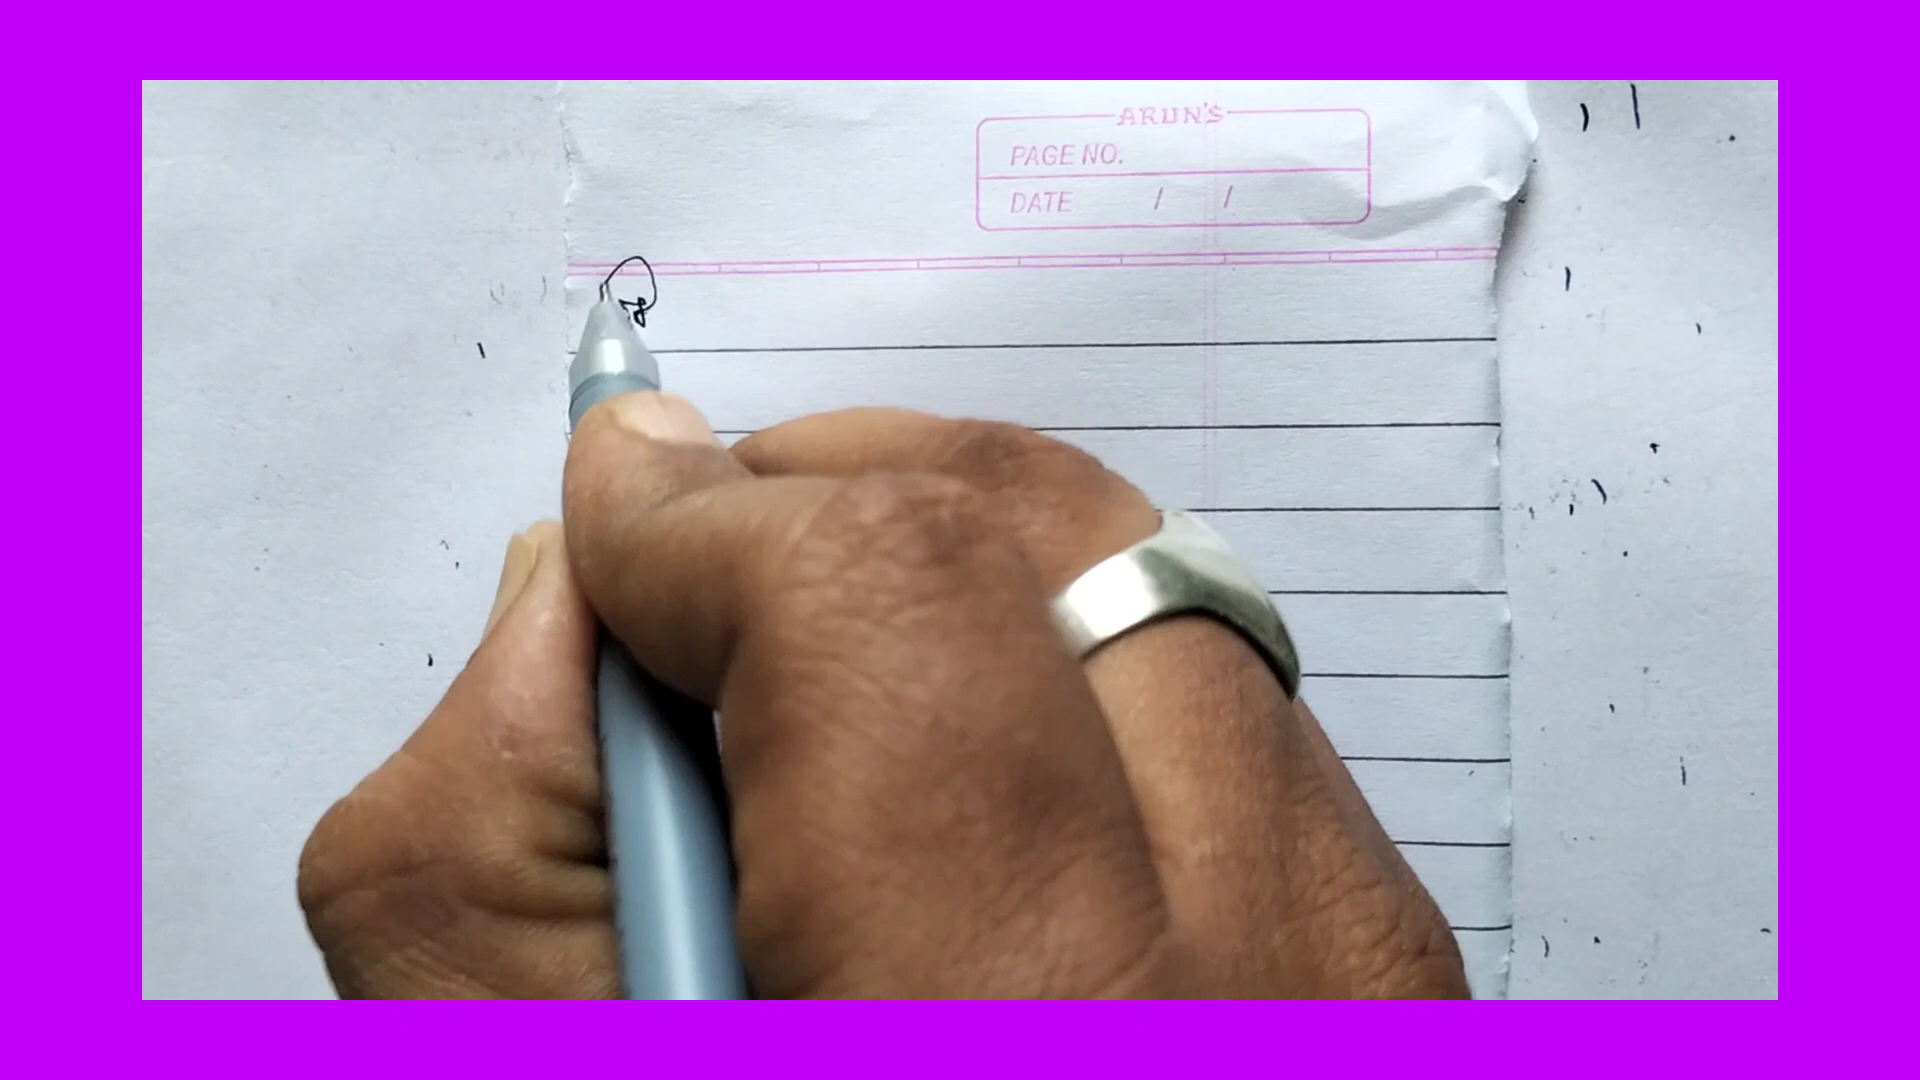 ARUN'S
PAGE NO.
DATE / /